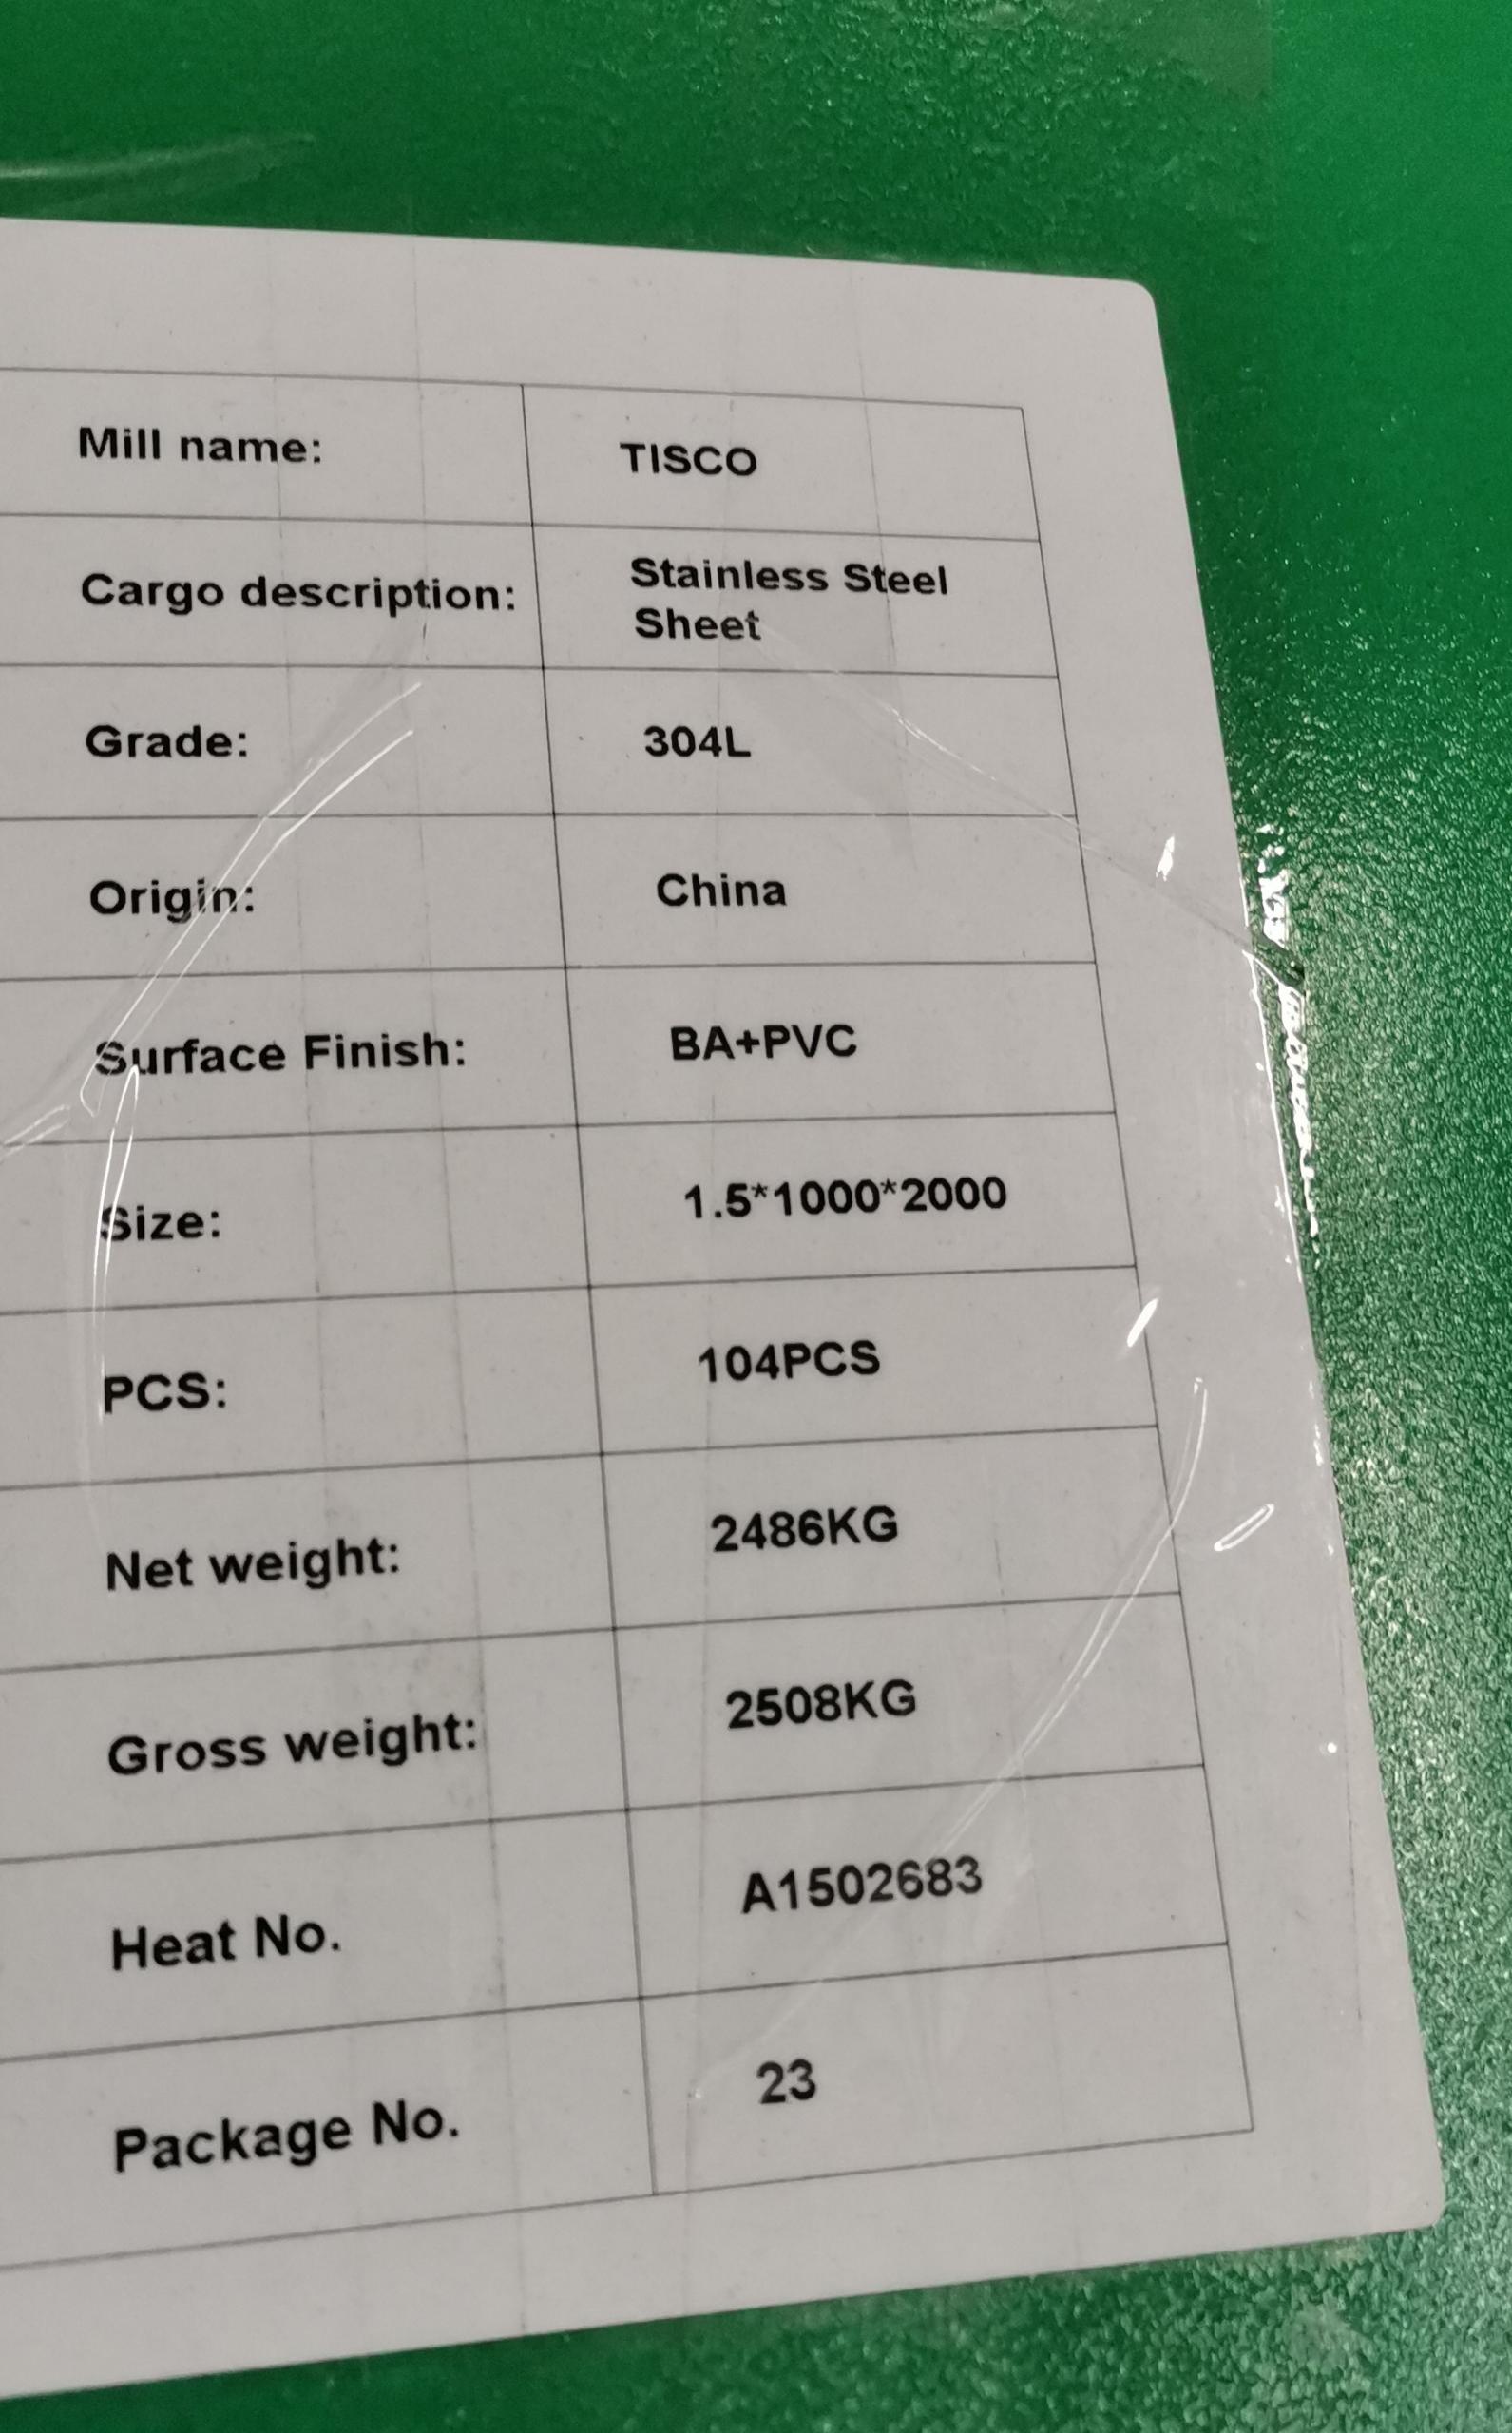 Mill name: TISCO
Cargo description: Stainless Steel
Sheet
Grade: 304L
Origin: China
Surface Finish: BA+PVC
Size: 1.5*1000*2000
PCS: 104PCS
Net weight: 2486KG
Gross weight: 2508KG
Heat No. A1502683
Package No. 23